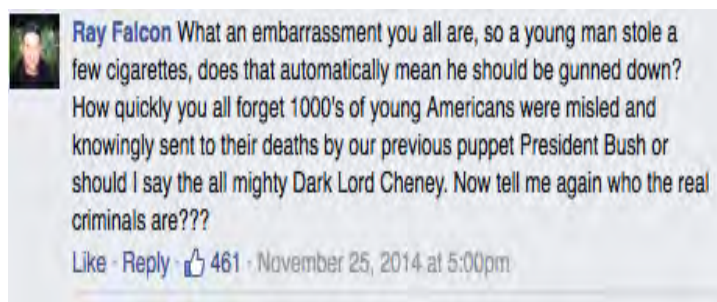 Ray Falcon What an embarrassment you all are, so a young man stole a
few cigarettes, does that automatically mean he should be gunned down?
How quickly you all forget 1000's of young Americans were misled and
knowingly sent to their deaths by our previous puppet President Bush or
should I say the all mighty Dark Lord Cheney. Now tell me again who the real
criminals are???
Like · Reply · 461 · November 25, 2014 at 5:00pm